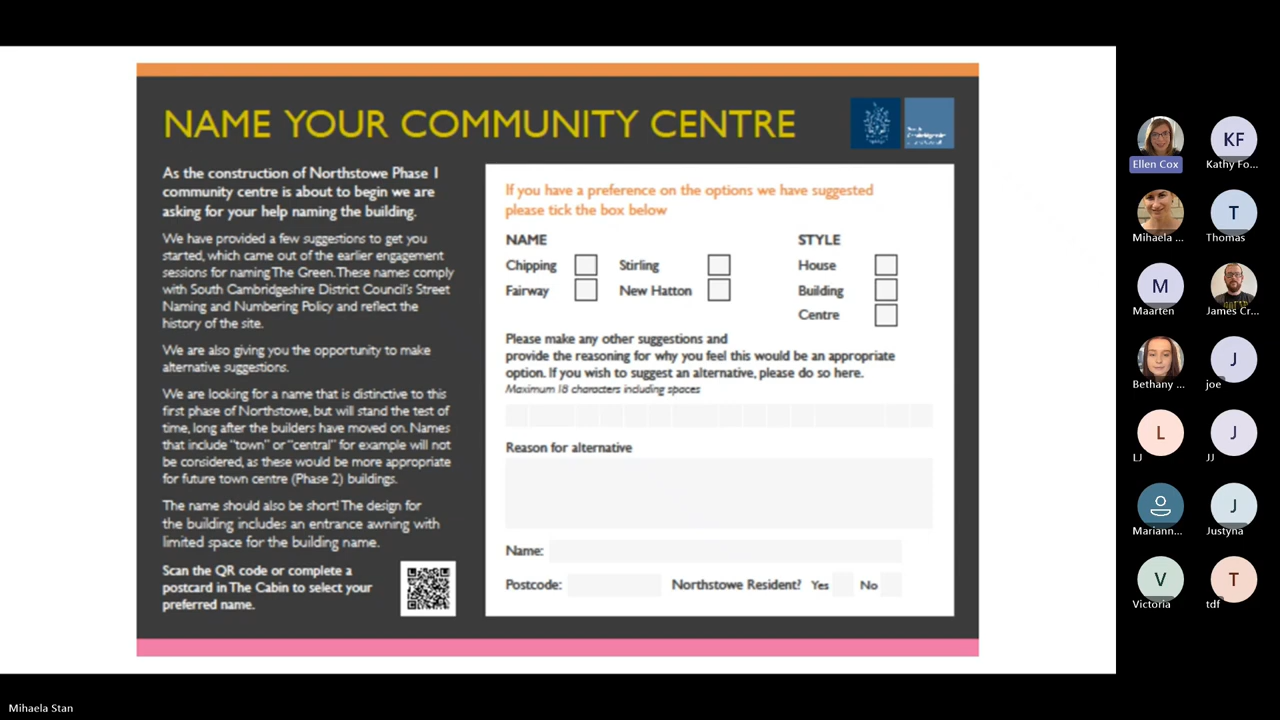 NAME YOUR COMMUNITY CENTRE
As the construction of Northstowe Phase 1
community centre is about to begin we are
asking for your help naming the building.
We have provided a few suggestions to get you
started, which came out of the earlier engagement
sessions for naming The Green. These names comply
with South Cambridgeshire District Council's Street
Naming and Numbering Policy and reflect the
history of the site.
We are also giving you the opportunity to make
alternative suggestions.
We are looking for a name that is distinctive to this
first phase of Northstowe, but will stand the test of
time, long after the builders have moved on. Names
that include "town" or "central" for example will not
be considered, as these would be more appropriate
for future town centre (Phase 2) buildings.
The name should also be short! The design for
the building includes an entrance awning with
limited space for the building name.
Scan the QR code or complete a
postcard in The Cabin to select your
preferred name.
If you have a preference on the options we have suggested
please tick the box below
NAME STYLE
Chipping Stirling House
Fairway New Hatton Building
Centre
Please make any other suggestions and
provide the reasoning for why you feel this would be an appropriate
option. If you wish to suggest an alternative, please do so here.
Maximum 18 characters including spaces
Reason for alternative
Name:
Postcode: Northstowe Resident? Yes No
Ellen Cox
KF
Kathy Fo...
Mihaela ...
T
Thomas
M
Maarten
James Cr...
Bethany ...
J
joe
L
LJ
J
JJ
Mariann...
J
Justyna
V
Victoria
T
tdf
Mihaela Stan